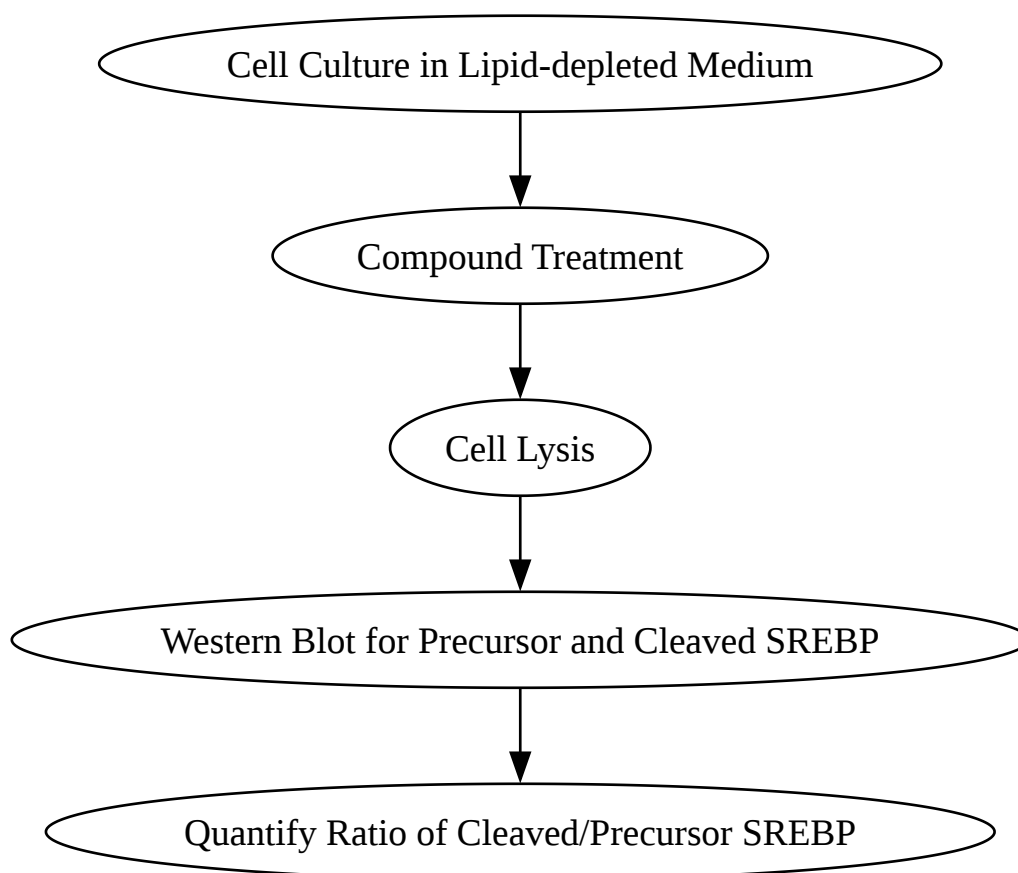 Cell Culture in Lipid-depleted Medium
Compound Treatment
Cell Lysis
Western Blot for Precursor and Cleaved SREBP
Quantify Ratio of Cleaved/Precursor SREBP